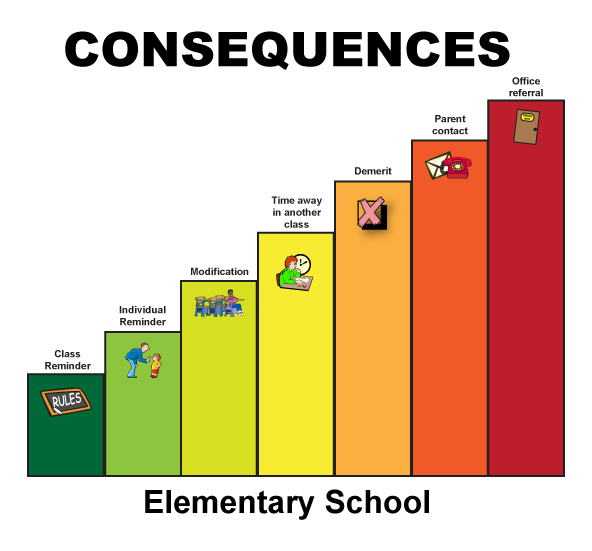 CONSEQUENCES
Office
referral
Parent
contact
Demerit
Time away
in another
class
Modification
Individual
Reminder
Class
Reminder
RULES
Elementary School